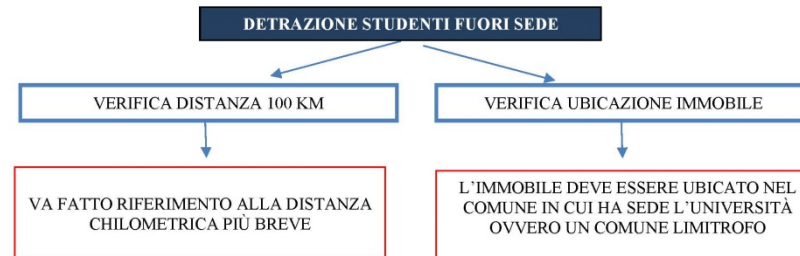 DETRAZIONE STUDENTI FUORI SEDE
VERIFICA DISTANZA 100 KM
VERIFICA UBICAZIONE IMMOBILE
VA FATTO RIFERIMENTO ALLA DISTANZA
CHILOMETRICA PIÙ BREVE
L’IMMOBILE DEVE ESSERE UBICATO NEL
COMUNE IN CUI HA SEDE L’UNIVERSITÀ
OVVERO UN COMUNE LIMITROFO